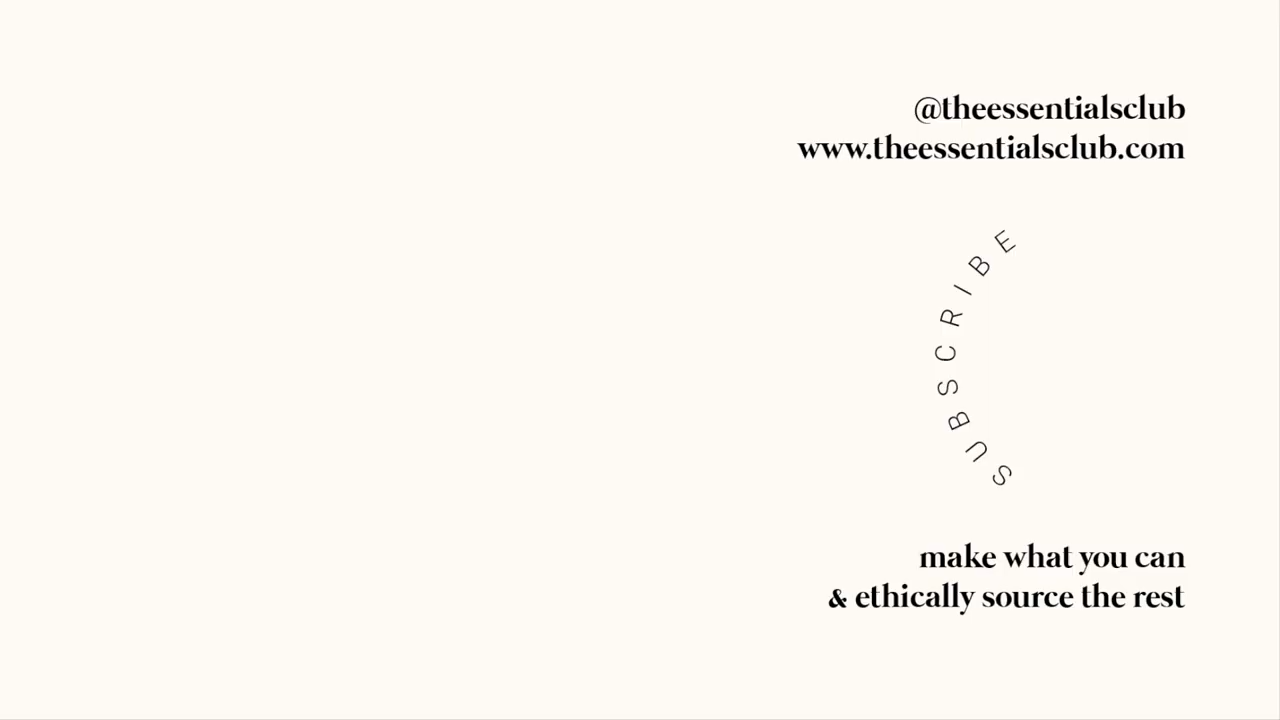 @theessentialsclub
www.theessentialsclub.com
SUBSCRIBE
make what you can
& ethically source the rest